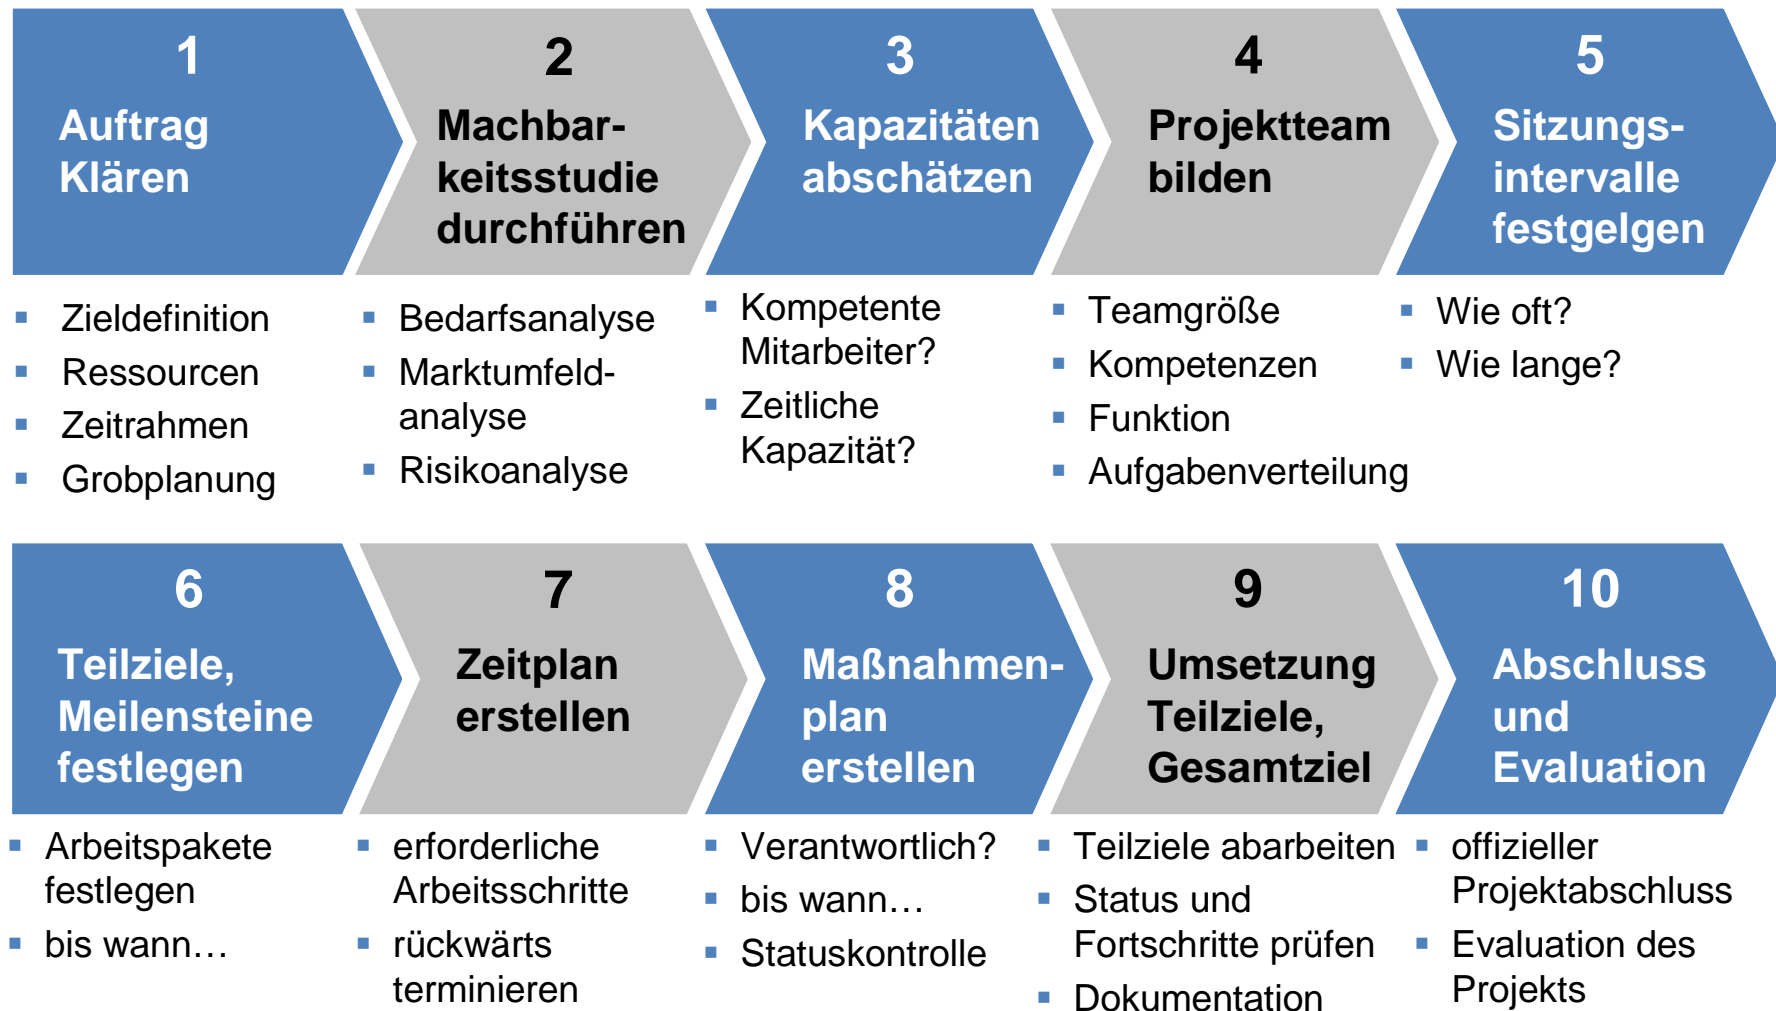 1
Auftrag
Klären
Zieldefinition
Ressourcen
Zeitrahmen
Grobplanung
2
Machbar-
keitsstudie
durchführen
Bedarfsanalyse
Marktumfeld-
analyse
Risikoanalyse
3
Kapazitäten
abschätzen
Kompetente
Mitarbeiter?
Zeitliche
Kapazität?
4
Projektteam
bilden
Teamgröße
Kompetenzen
Funktion
Aufgabenverteilung
5
Sitzungs-
intervalle
festgelgen
Wie oft?
Wie lange?
6
Teilziele,
Meilensteine
festlegen
Arbeitspakete
festlegen
bis wann…
7
Zeitplan
erstellen
erforderliche
Arbeitsschritte
rückwärts
terminieren
8
Maßnahmen-
plan
erstellen
Verantwortlich?
bis wann…
Statuskontrolle
9
Umsetzung
Teilziele,
Gesamtziel
Teilziele abarbeiten
Status und
Fortschritte prüfen
Dokumentation
10
Abschluss
und
Evaluation
offizieller
Projektabschluss
Evaluation des
Projekts